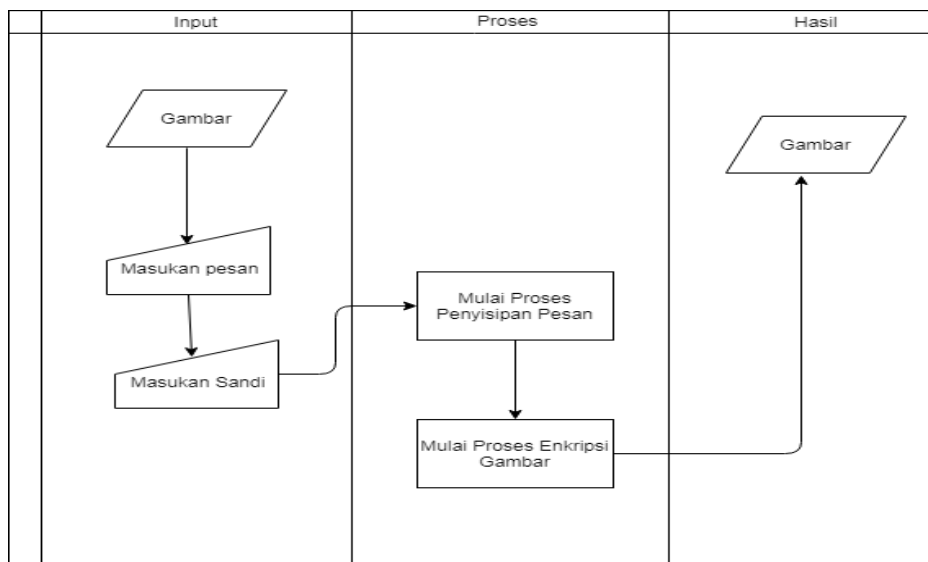 Input
Proses
Hasil
Gambar
Masukan pesan
Masukan Sandi
Mulai Proses
Penyisipan Pesan
Mulai Proses Enkripsi
Gambar
Gambar